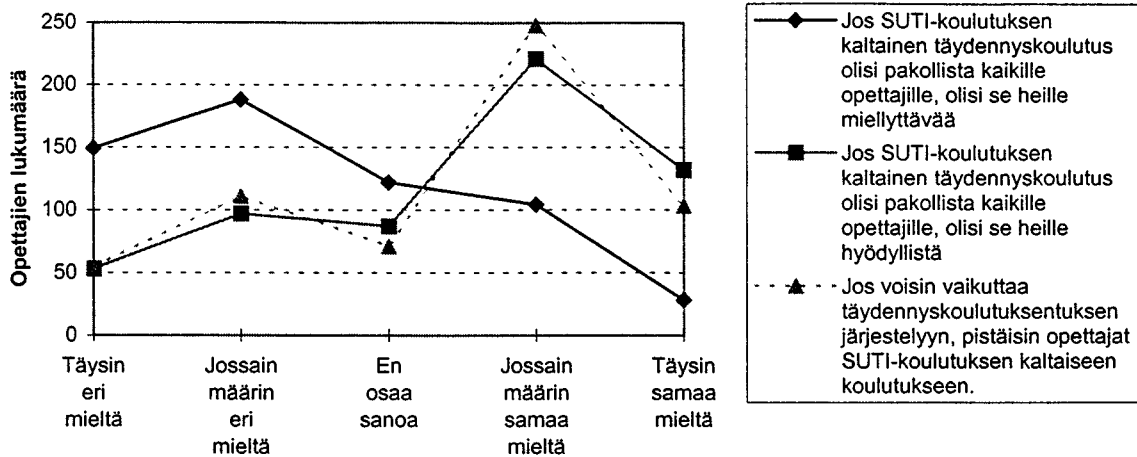 Opettajien lukumäärä
250
200
150
100
50
0
Täysin
eri
mieltä
Jossain
määrin
eri
mieltä
En
osaa
sanoa
Jossain
määrin
samaa
mieltä
Täysin
samaa
mieltä
Jos SUTI-koulutuksen
kaltainen täydennyskoulutus
olisi pakollista kaikille
opettajille, olisi se heille
miellyttävää
Jos SUTI-koulutuksen
kaltainen täydennyskoulutus
olisi pakollista kaikille
opettajille, olisi se heille
hyödyllistä
Jos voisin vaikuttaa
täydennyskoulutuksentuksen
järjestelyyn, pistäisin opettajat
SUTI-koulutuksen kaltaiseen
koulutukseen.